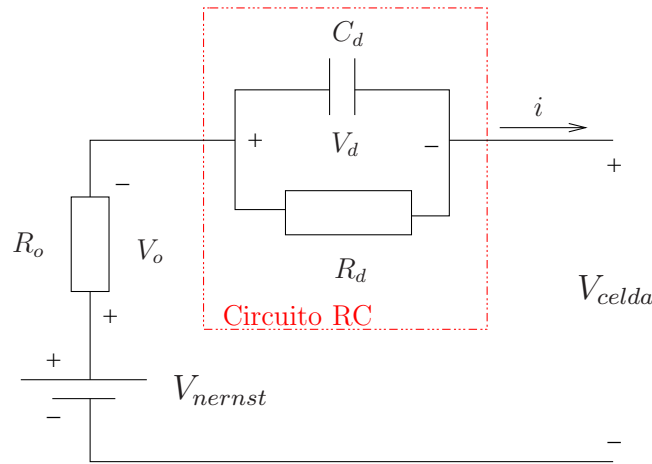 C_d
i
+ V_d −
+
−
R_o V_o
R_d
V_celda
+
Circuito RC
+
V_nernst
−
−